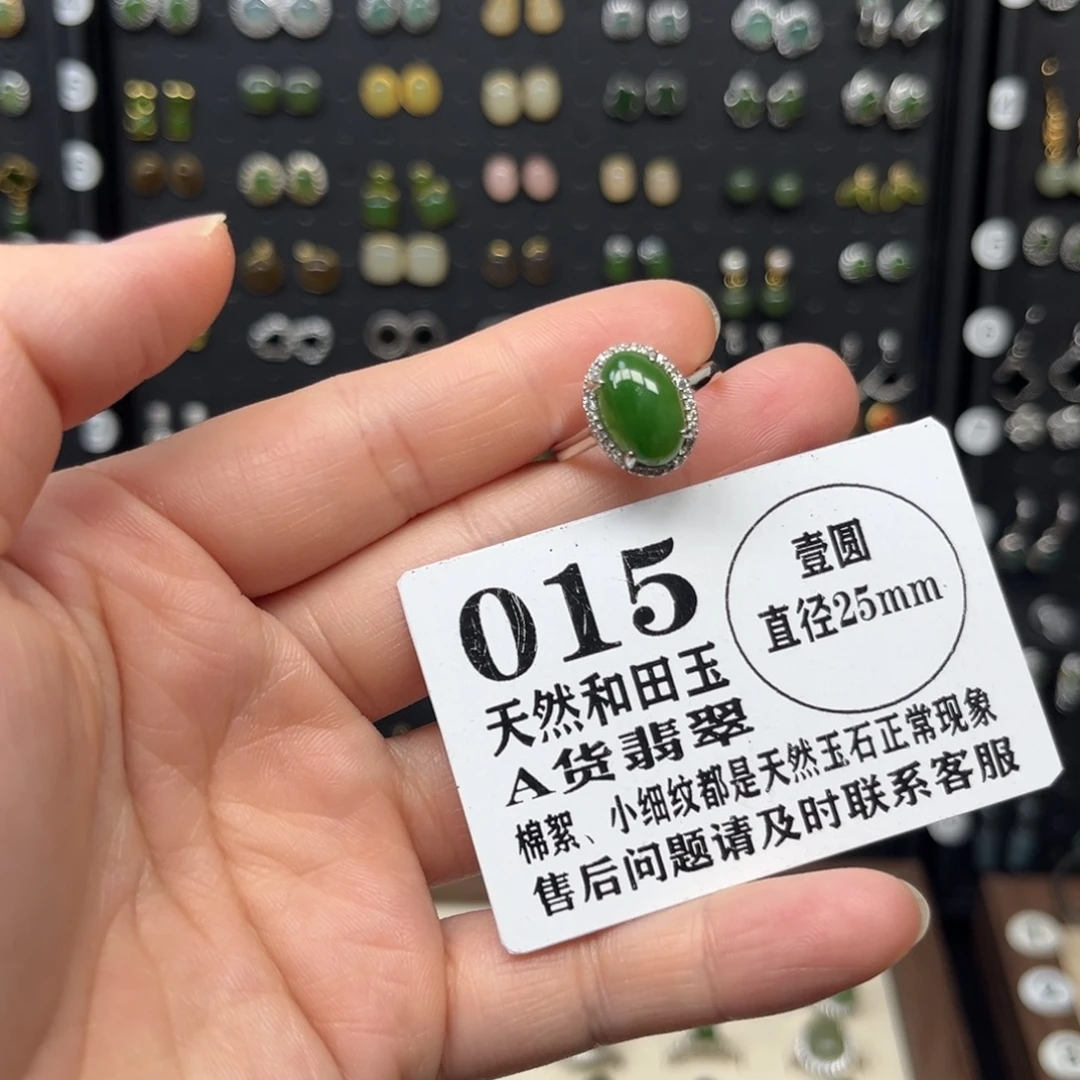 015
壹圆
直径25mm
天然和田玉
A货翡翠
棉絮、小细纹都是天然玉石正常现象
售后问题请及时联系客服